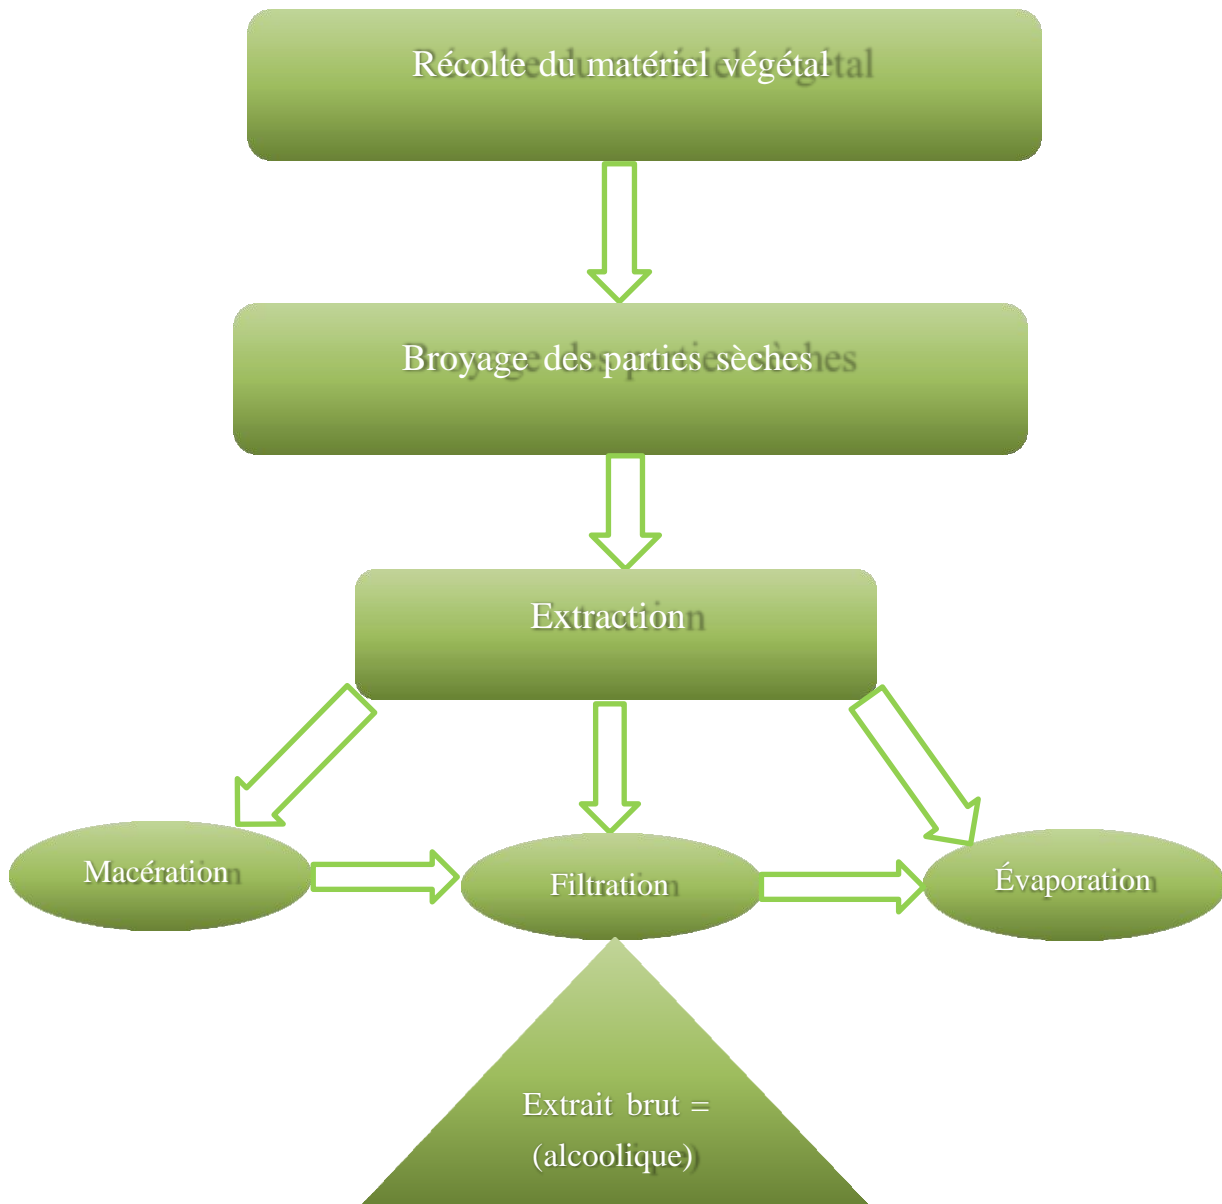 Récolte du matériel végétal
Broyage des parties sèches
Extraction
Macération
Filtration
Évaporation
Extrait brut =
(alcoolique)